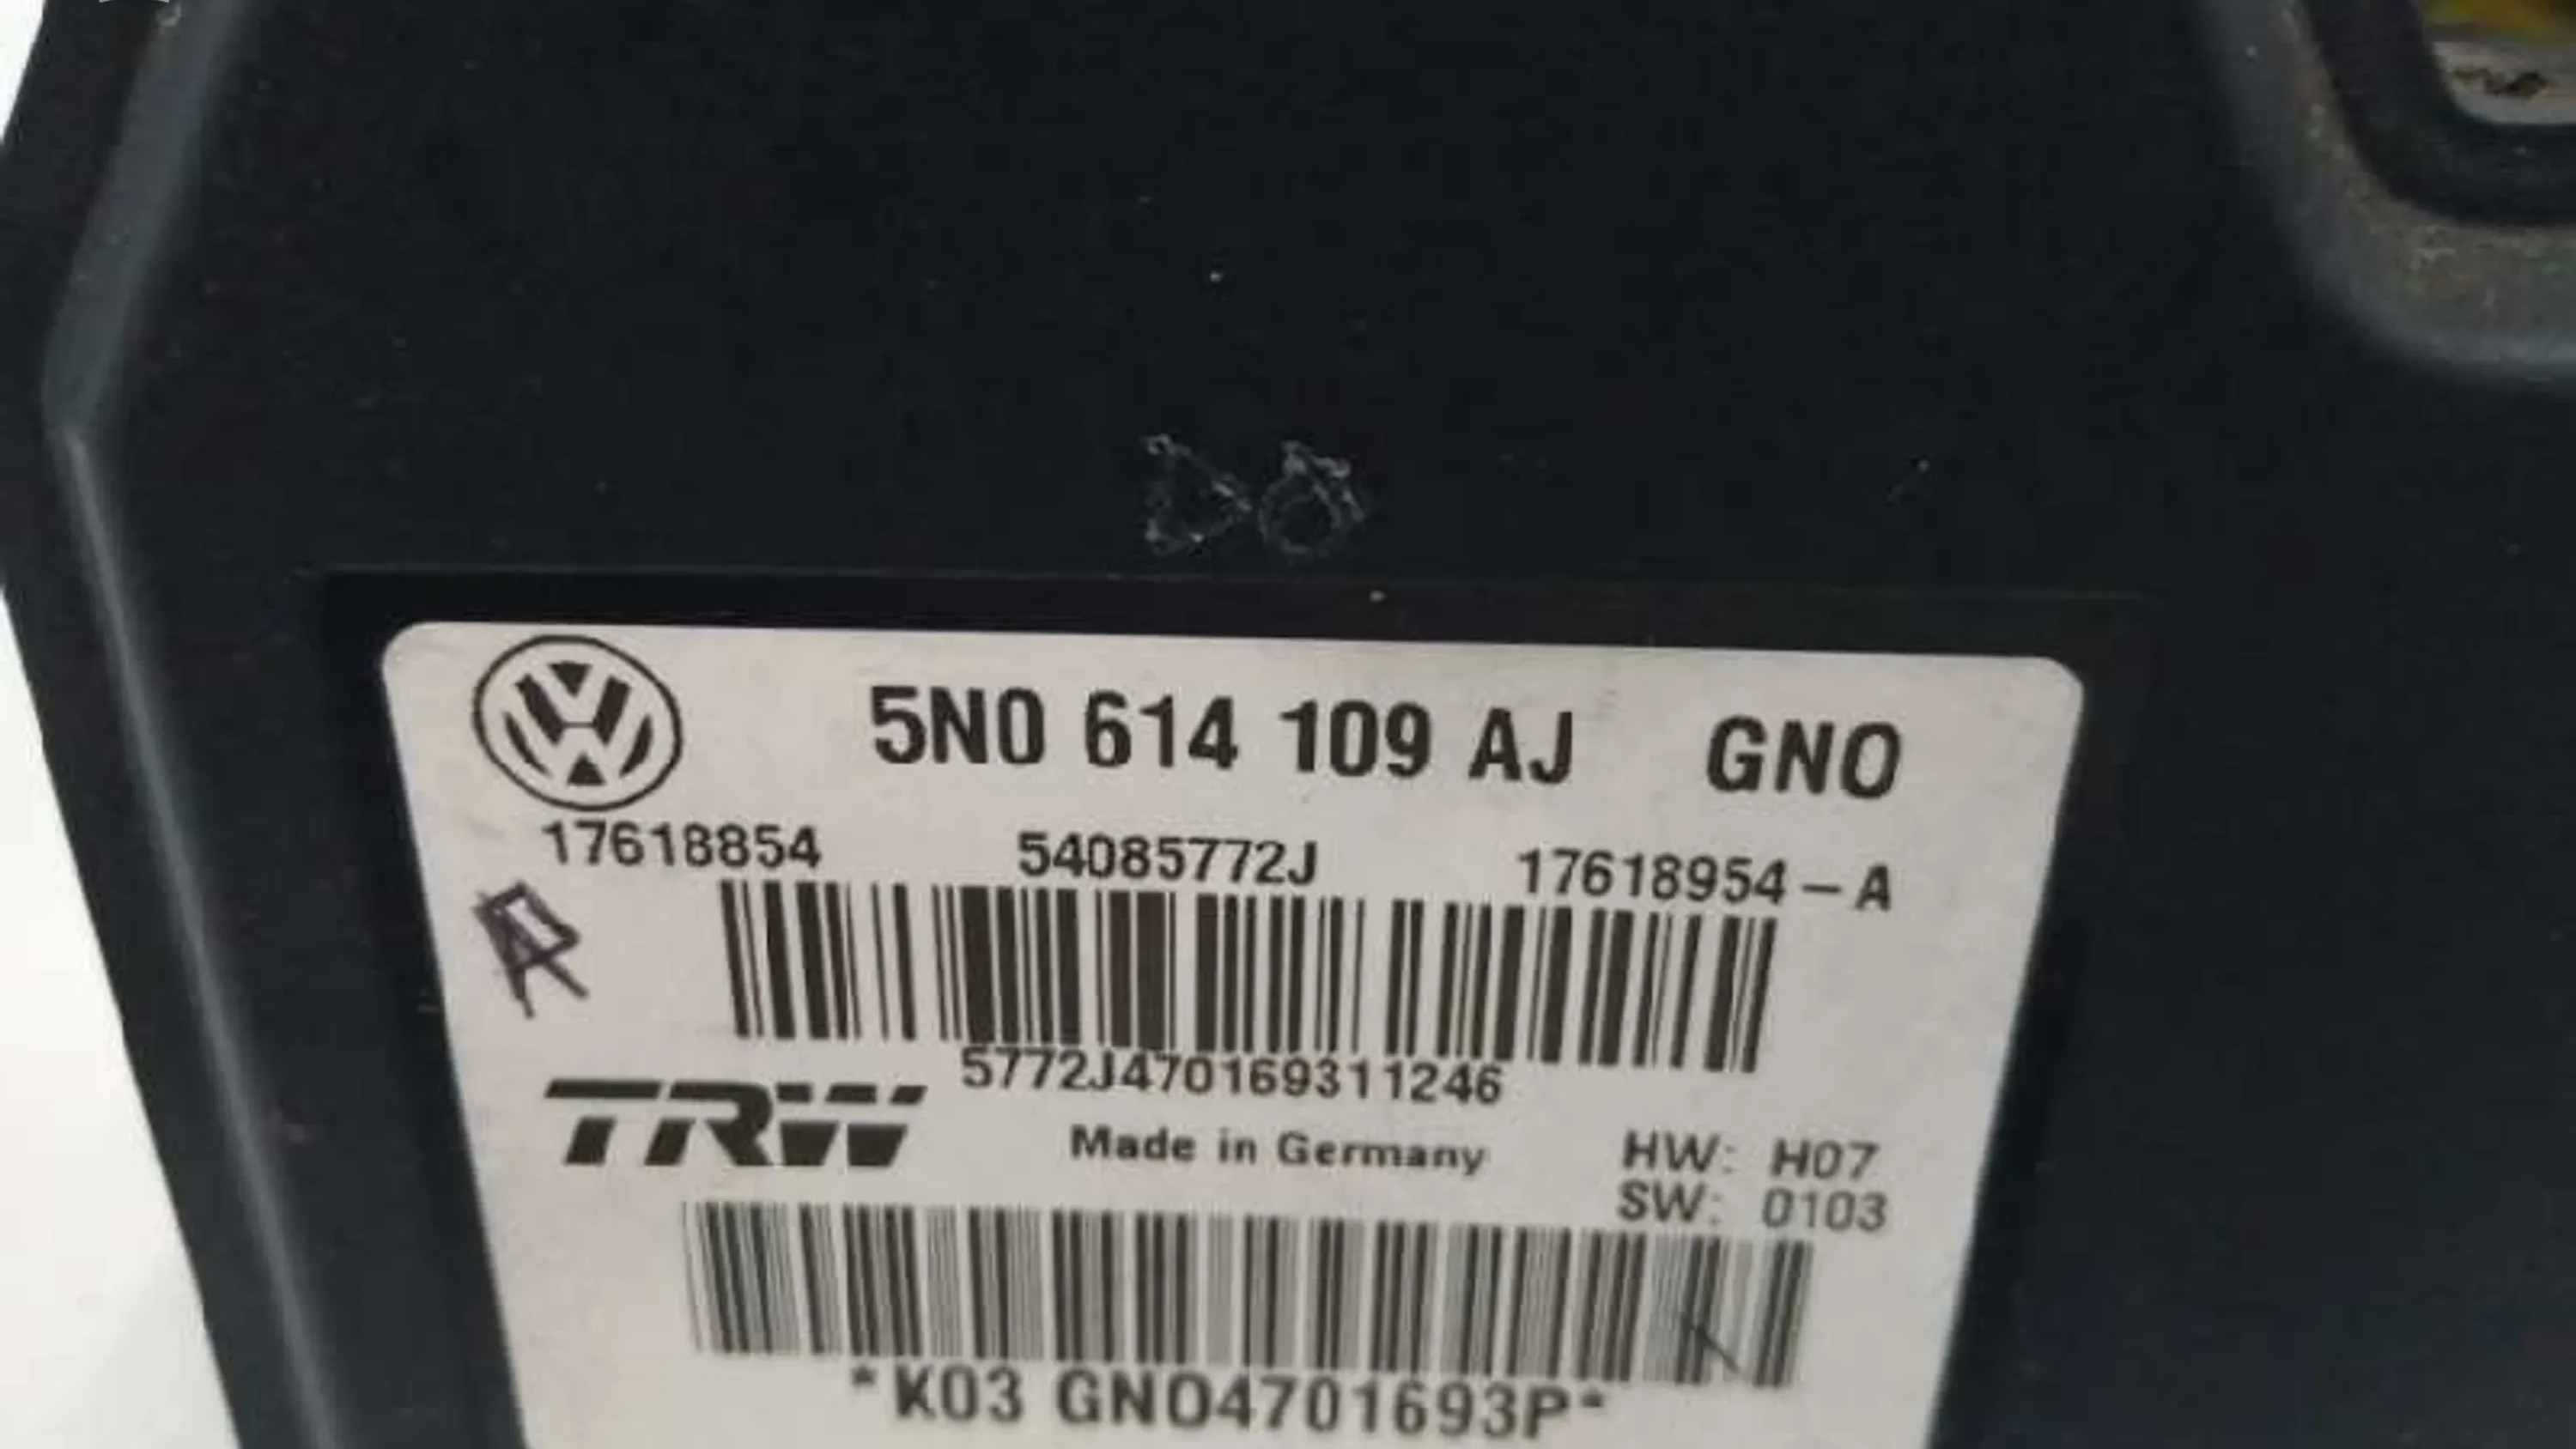 5N0 614 109 AJ GNO
17618854 54085772J 17618954-A
5772J470169311246
TRW
Made in Germany
HW: H07
SW: 0103
*K03 GNO4701693P*